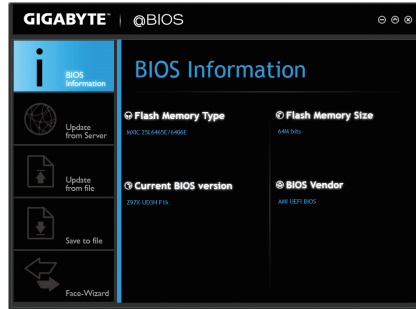 GIGABYTE™ @BIOS
BIOS
Information
Update
from Server
Update
from file
Save to file
Face-Wizard
BIOS Information
Flash Memory Type
MXIC 25L6465E/6406E
Flash Memory Size
64M bits
Current BIOS version
Z97X-UD3H F1k
BIOS Vendor
AMI UEFI BIOS